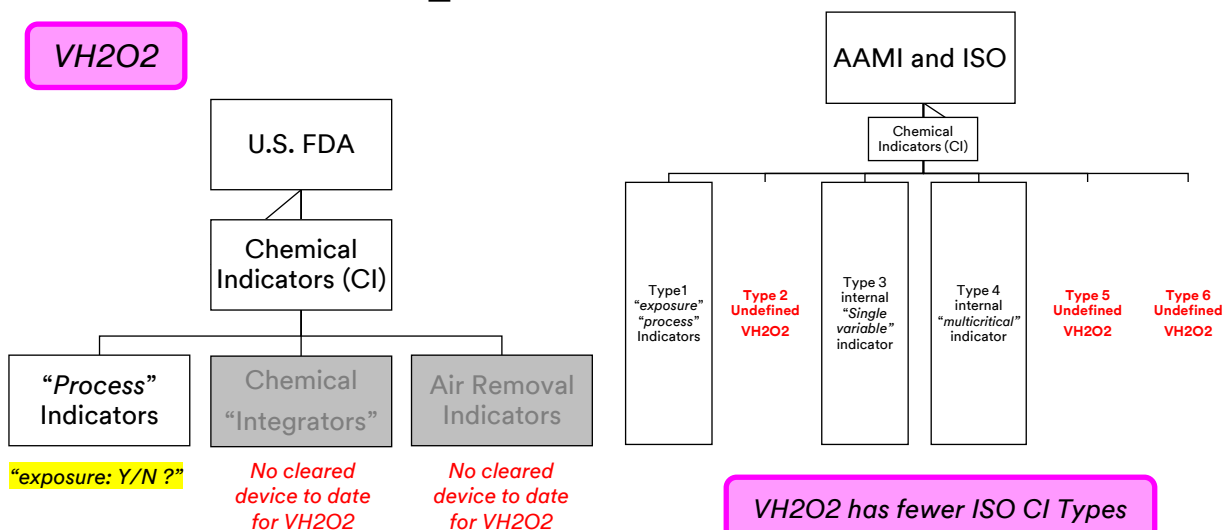 VH2O2
U.S. FDA
Chemical
Indicators (CI)
"Process"
Indicators
Chemical
"Integrators"
Air Removal
Indicators
"exposure: Y/N ?"
No cleared
device to date
for VH2O2
No cleared
device to date
for VH2O2
AAMI and ISO
Chemical
Indicators (CI)
Type1
"exposure"
"process"
Indicators
Type 2
Undefined
VH2O2
Type 3
internal
"Single
variable"
indicator
Type 4
internal
"multicritical"
indicator
Type 5
Undefined
VH2O2
Type 6
Undefined
VH2O2
VH2O2 has fewer ISO CI Types